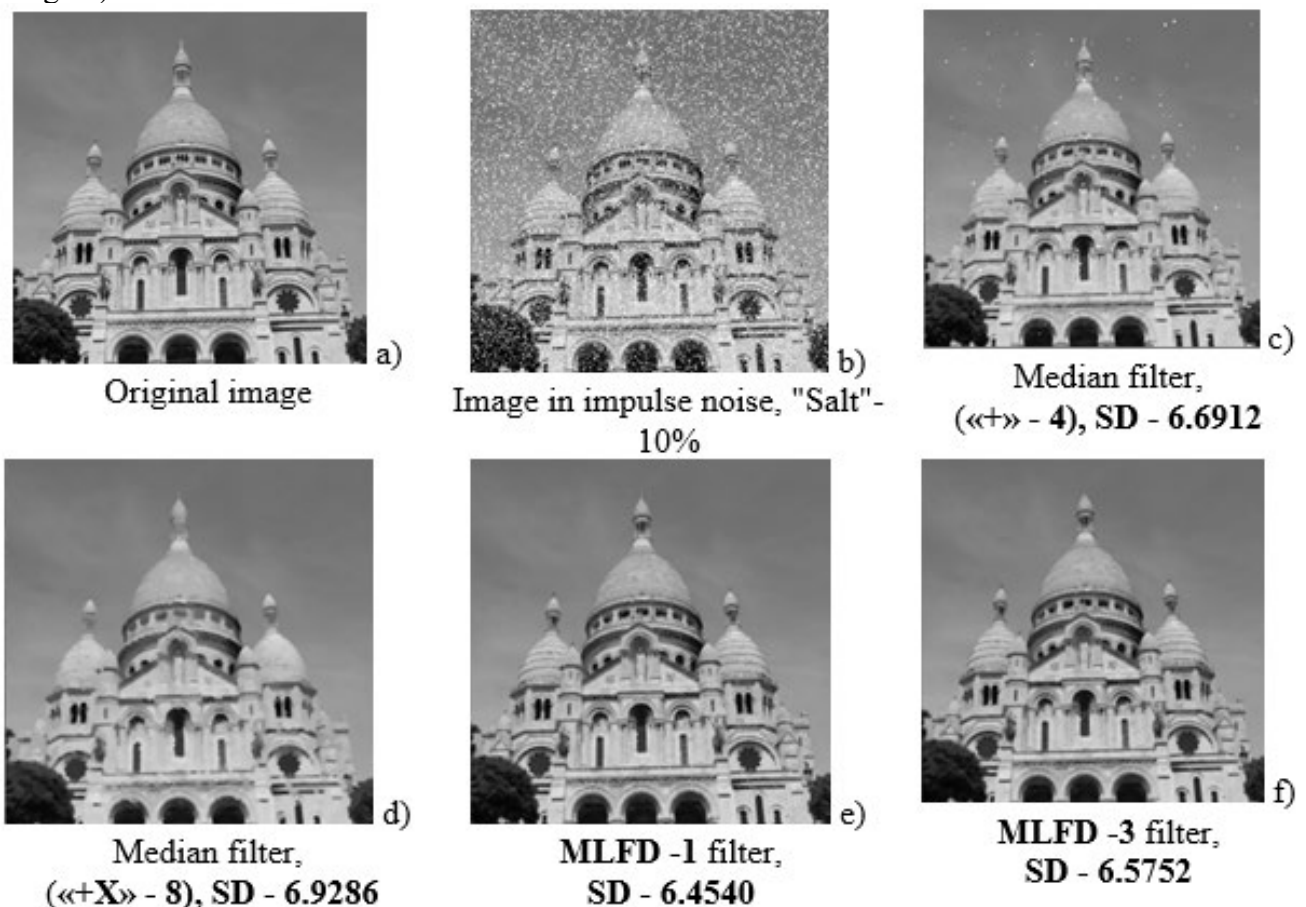 a)
Original image
b)
Image in impulse noise, "Salt"-
10%
c)
Median filter,
(«+» - 4), SD - 6.6912
d)
Median filter,
(«+X» - 8), SD - 6.9286
e)
MLFD -1 filter,
SD - 6.4540
f)
MLFD -3 filter,
SD - 6.5752